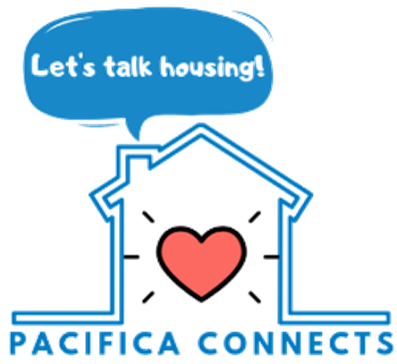 Let's talk housing!
PACIFICA CONNECTS